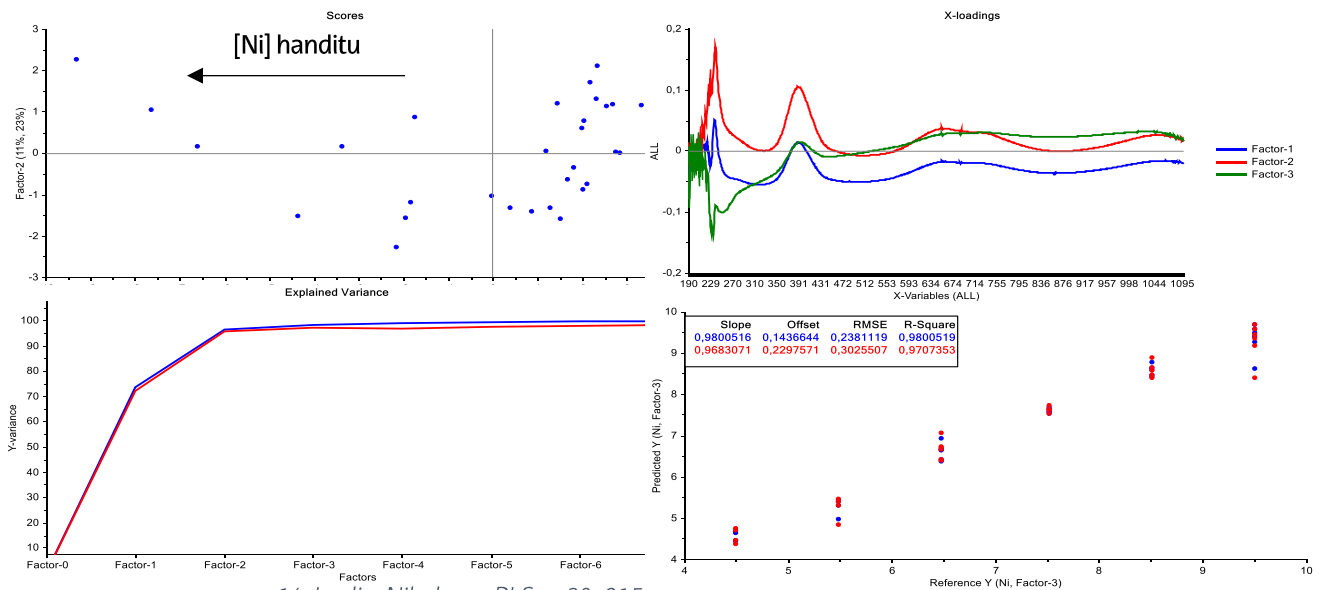 Scores
[Ni] handitu
3
2
1
0
-1
-2
-3
Factor-2 (11%, 23%)
X-loadings
0,2
0,1
0
-0,1
-0,2
ALL
190 229 270 310 350 391 431 472 512 553 593 634 674 714 755 795 836 876 917 957 998 1044 1095
X-Variables (ALL)
Factor-1
Factor-2
Factor-3
Explained Variance
100
90
80
70
60
50
40
30
20
10
Y-variance
Factor-0 Factor-1 Factor-2 Factor-3 Factor-4 Factor-5 Factor-6
Factors
Slope Offset RMSE R-Square
0,9800516 0,1436644 0,2381119 0,9800519
0,9683071 0,2297571 0,3025507 0,9707353
10
9
8
7
6
5
4
Predicted Y (Ni, Factor-3)
4 5 6 7 8 9 10
Reference Y (Ni, Factor-3)